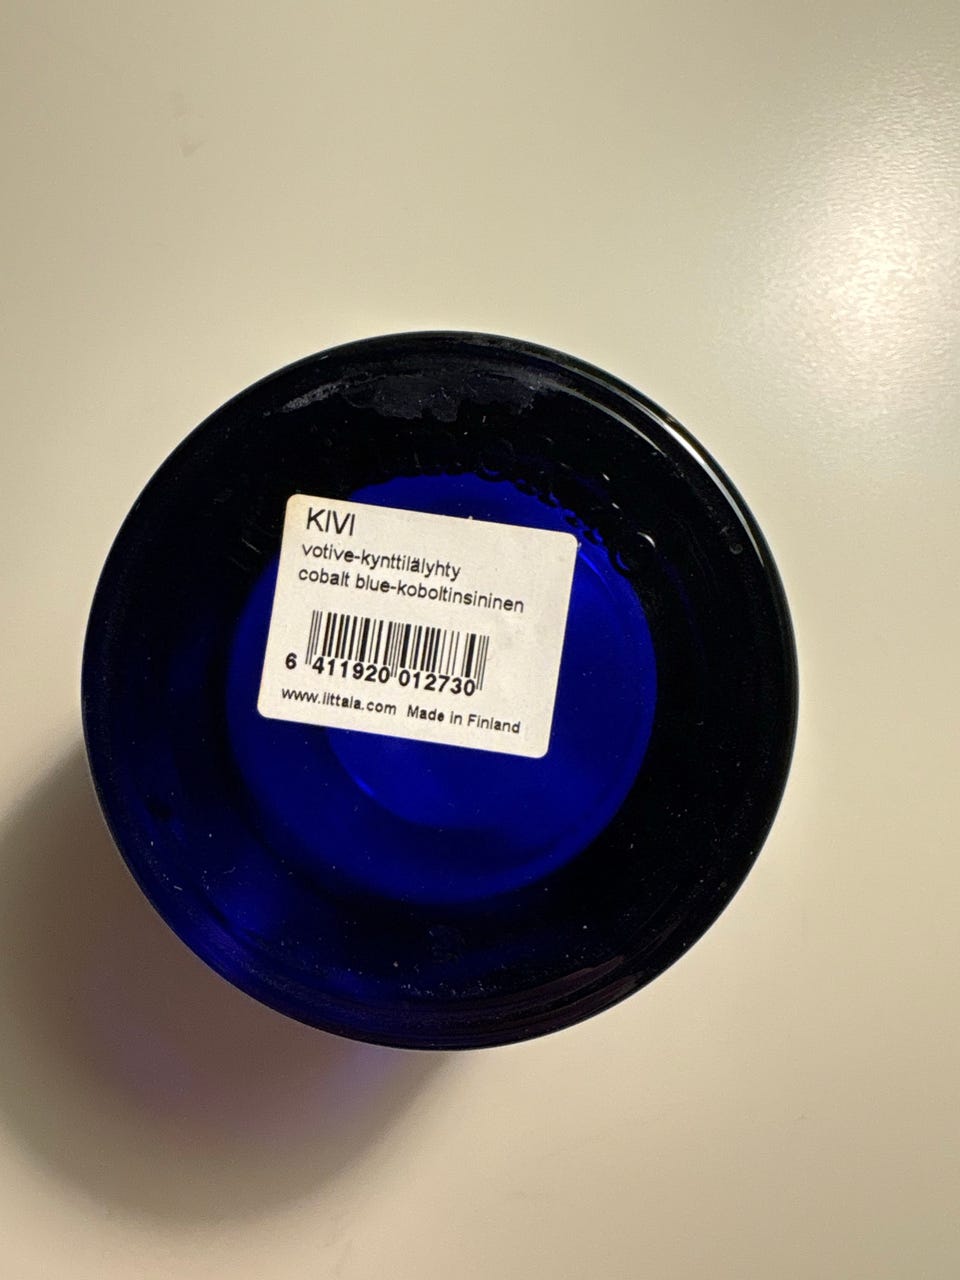 KIVI
votive-kynttilälyhty
cobalt blue-koboltinsininen
6 411920 012730
www.iittala.com Made in Finland